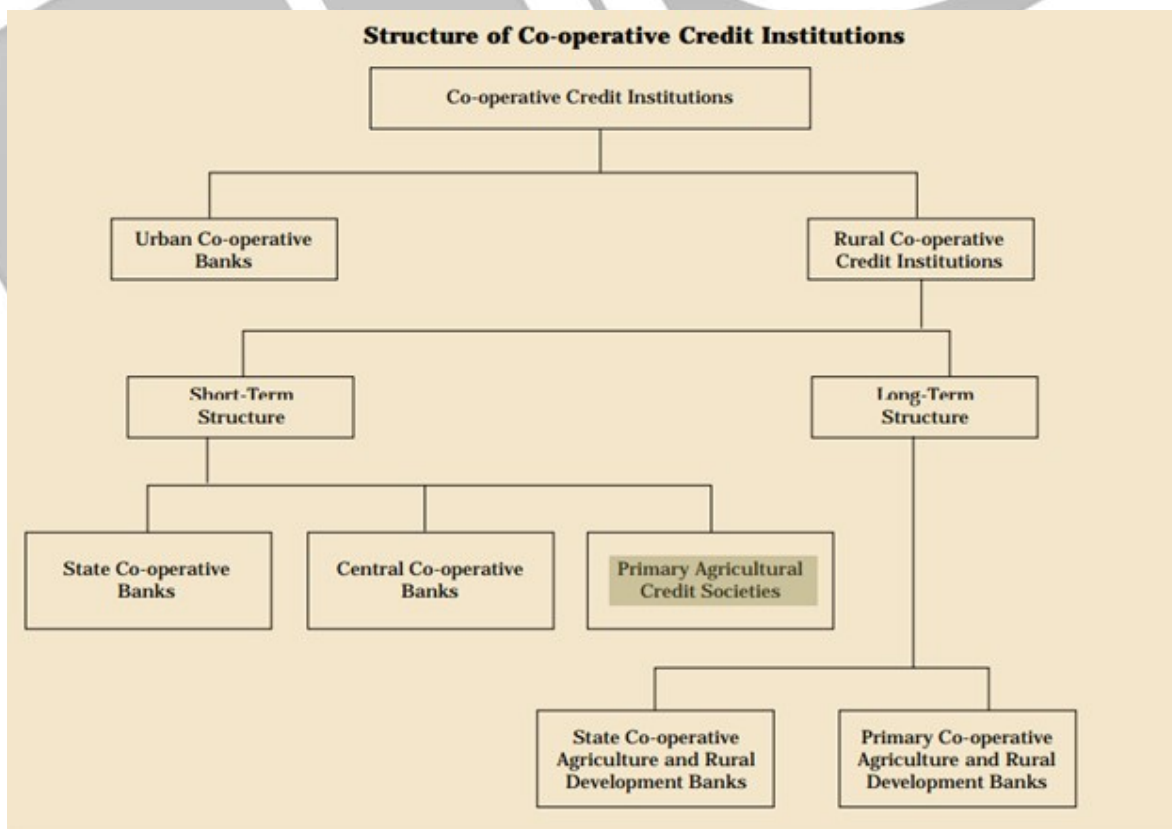 Structure of Co-operative Credit Institutions
Co-operative Credit Institutions
Urban Co-operative
Banks
Rural Co-operative
Credit Institutions
Short-Term
Structure
Long-Term
Structure
State Co-operative
Banks
Central Co-operative
Banks
Primary Agricultural
Credit Societies
State Co-operative
Agriculture and Rural
Development Banks
Primary Co-operative
Agriculture and Rural
Development Banks